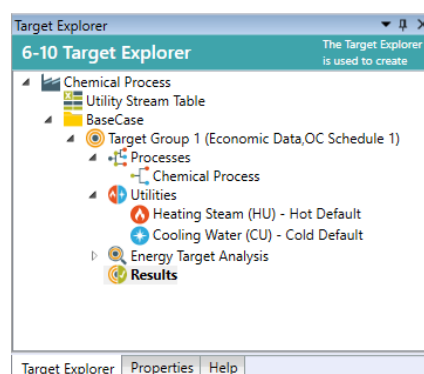 Target Explorer
6-10 Target Explorer
The Target Explorer
is used to create
Chemical Process
Utility Stream Table
BaseCase
Target Group 1 (Economic Data,OC Schedule 1)
Processes
Chemical Process
Utilities
Heating Steam (HU) - Hot Default
Cooling Water (CU) - Cold Default
Energy Target Analysis
Results
Target Explorer Properties Help